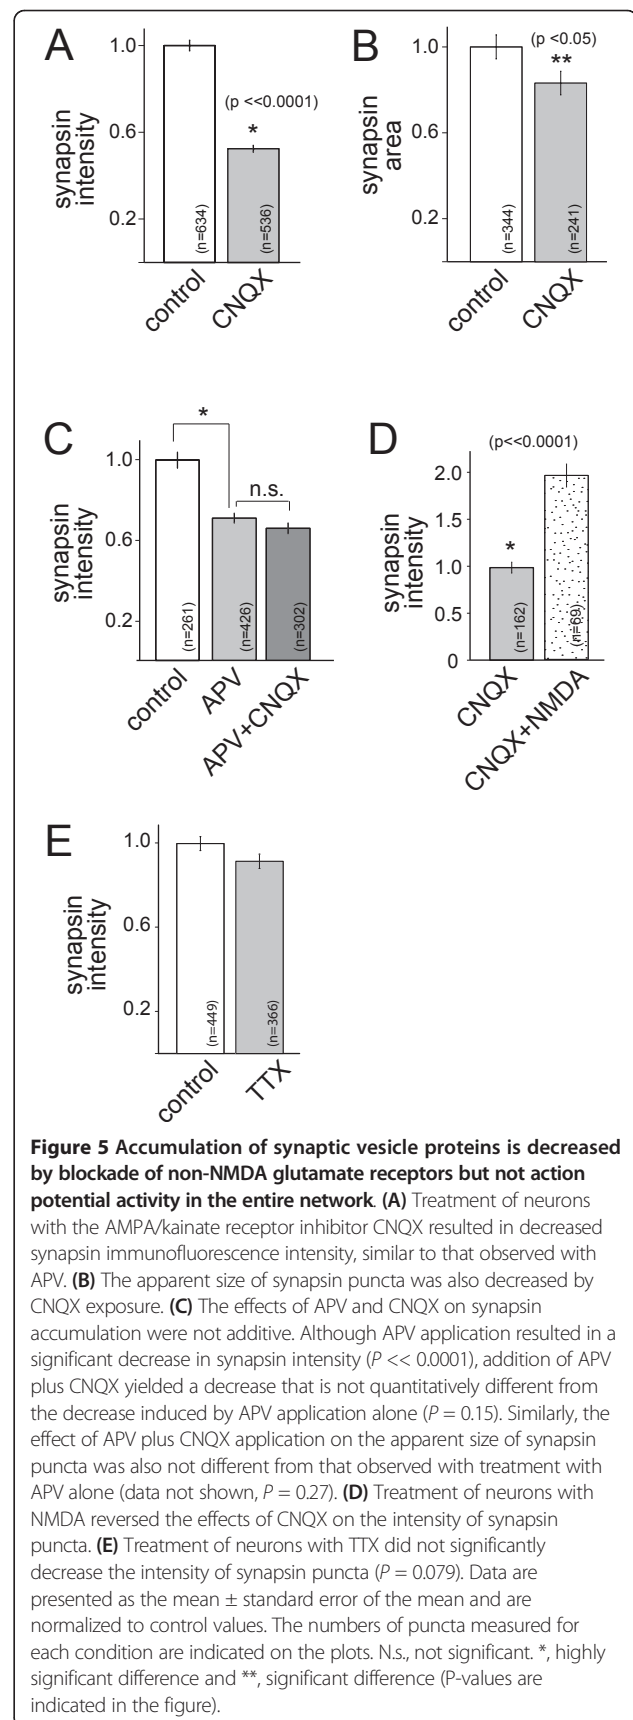 A
1.0
0.6
0.2
synapsin
intensity
(p <<0.0001)
*
(n=634)
(n=536)
control
CNQX
B
1.0
0.6
0.2
synapsin
area
(p <0.05)
**
(n=344)
(n=241)
control
CNQX
C
1.0
0.6
0.2
synapsin
intensity
*
n.s.
(n=261)
(n=426)
(n=302)
control
APV
APV+CNQX
D
(p<<0.0001)
2.0
1.5
1.0
0.5
0
synapsin
intensity
*
(n=162)
(n=69)
CNQX
CNQX+NMDA
E
1.0
0.6
0.2
synapsin
intensity
(n=449)
(n=366)
control
TTX
Figure 5 Accumulation of synaptic vesicle proteins is decreased
by blockade of non-NMDA glutamate receptors but not action
potential activity in the entire network. (A) Treatment of neurons
with the AMPA/kainate receptor inhibitor CNQX resulted in decreased
synapsin immunofluorescence intensity, similar to that observed with
APV. (B) The apparent size of synapsin puncta was also decreased by
CNQX exposure. (C) The effects of APV and CNQX on synapsin
accumulation were not additive. Although APV application resulted in a
significant decrease in synapsin intensity (P << 0.0001), addition of APV
plus CNQX yielded a decrease that is not quantitatively different from
the decrease induced by APV application alone (P = 0.15). Similarly, the
effect of APV plus CNQX application on the apparent size of synapsin
puncta was also not different from that observed with treatment with
APV alone (data not shown, P = 0.27). (D) Treatment of neurons with
NMDA reversed the effects of CNQX on the intensity of synapsin
puncta. (E) Treatment of neurons with TTX did not significantly
decrease the intensity of synapsin puncta (P = 0.079). Data are
presented as the mean ± standard error of the mean and are
normalized to control values. The numbers of puncta measured for
each condition are indicated on the plots. N.s., not significant. *, highly
significant difference and **, significant difference (P-values are
indicated in the figure).